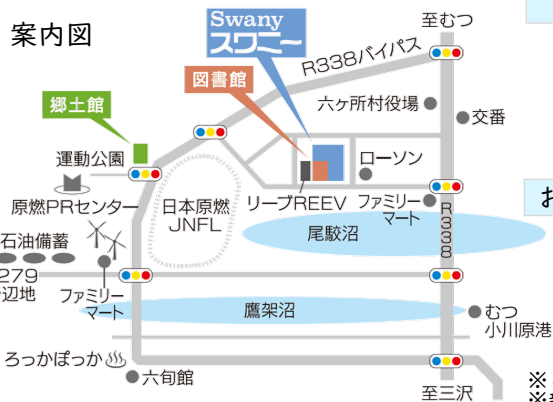 案内図
Swany
スワニー
至むつ
R338バイパス
図書館
六ヶ所村役場
交番
郷土館
運動公園
ローソン
原燃PRセンター
日本原燃
JNFL
リーブREEV
ファミリー
マート
R338
尾鮫沼
石油備蓄
279
辺地
ファミリー
マート
鷹架沼
むつ
小川原港
ろっかぽっか
六旬館
至三沢